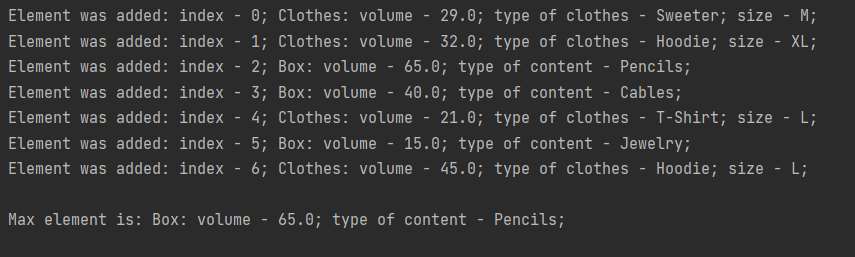 Element was added: index - 0; Clothes: volume - 29.0; type of clothes - Sweeter; size - M;
Element was added: index - 1; Clothes: volume - 32.0; type of clothes - Hoodie; size - XL;
Element was added: index - 2; Box: volume - 65.0; type of content - Pencils;
Element was added: index - 3; Box: volume - 40.0; type of content - Cables;
Element was added: index - 4; Clothes: volume - 21.0; type of clothes - T-Shirt; size - L;
Element was added: index - 5; Box: volume - 15.0; type of content - Jewelry;
Element was added: index - 6; Clothes: volume - 45.0; type of clothes - Hoodie; size - L;
Max element is: Box: volume - 65.0; type of content - Pencils;